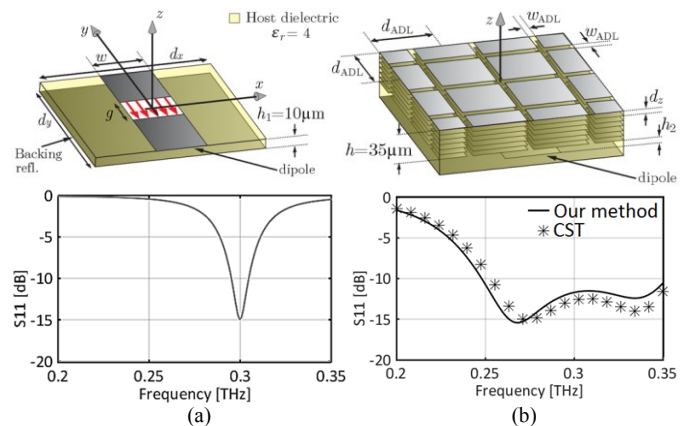 Host dielectric
εr= 4
z
y
w
dx
x
g
h1=10µm
dy
Backing
refl.
dipole
z
wADL
wADL
dADL
dADL
dz
h2
h=35µm
dipole
0
-5
-10
-15
-20
S11 [dB]
0.2
0.25
0.3
0.35
Frequency [THz]
(a)
0
-5
-10
-15
-20
S11 [dB]
Our method
CST
0.2
0.25
0.3
0.35
Frequency [THz]
(b)